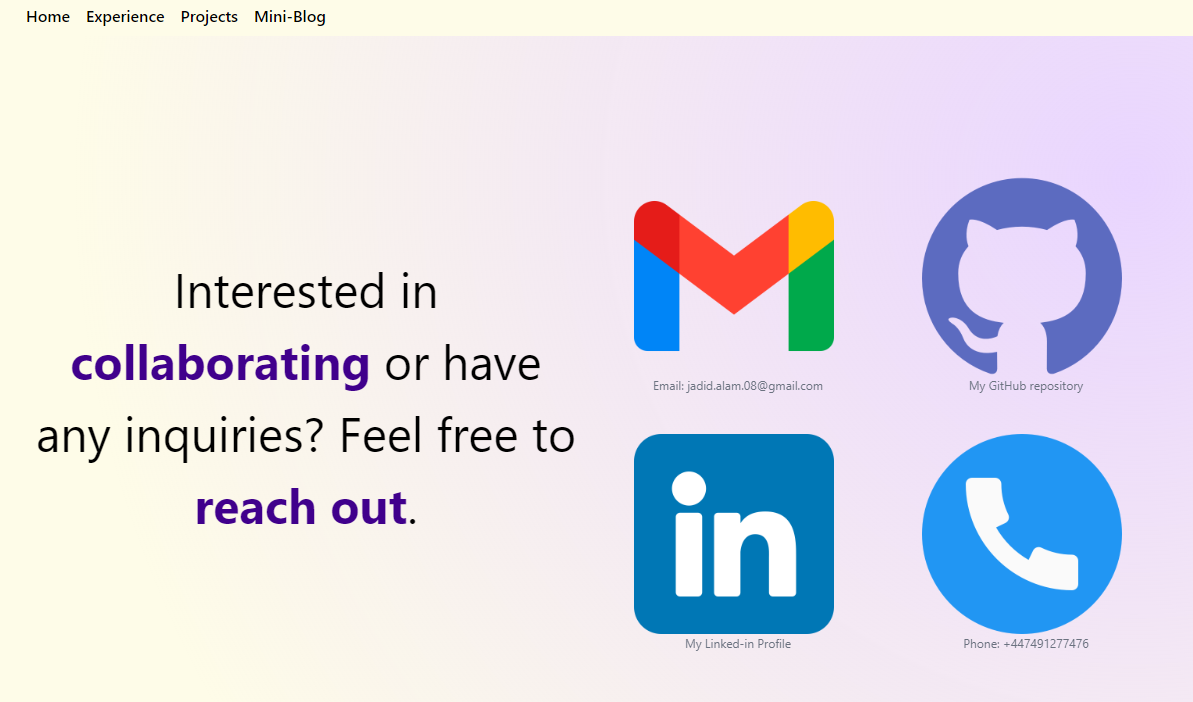 Home Experience Projects Mini-Blog
Interested in
collaborating or have
any inquiries? Feel free to
reach out.
Email: jadid.alam.08@gmail.com
My GitHub repository
in
My Linked-in Profile
Phone: +447491277476